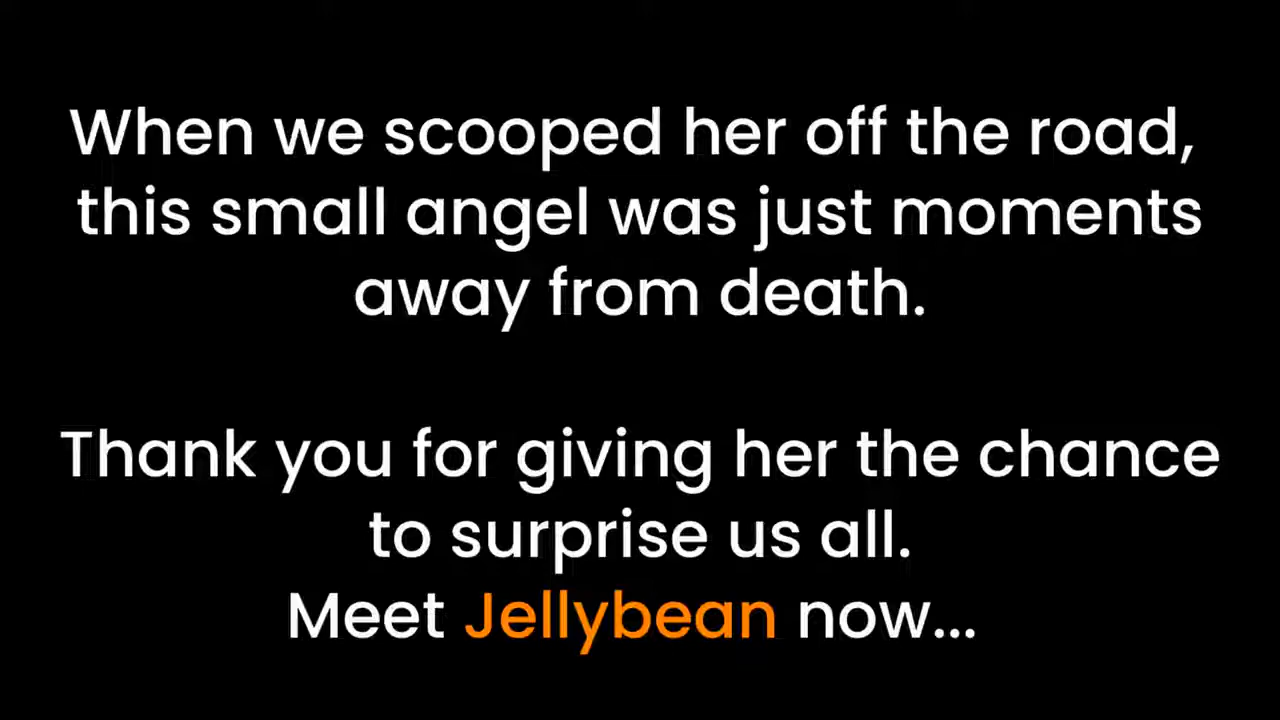 When we scooped her off the road,
this small angel was just moments
away from death.
Thank you for giving her the chance
to surprise us all.
Meet Jellybean now...